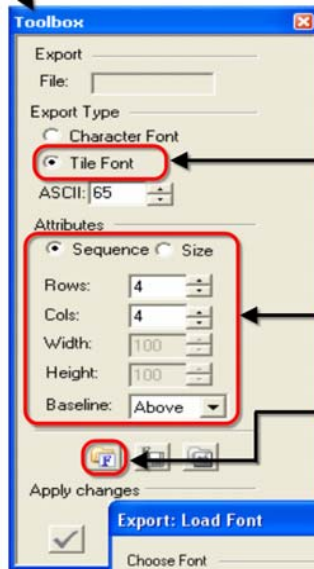 Toolbox
Export
File:
Export Type
Character Font
Tile Font
ASCII: 65
Attributes
Sequence Size
Rows: 4
Cols: 4
Width: 100
Height: 100
Baseline: Above
F
Apply changes
Export: Load Font
Choose Font